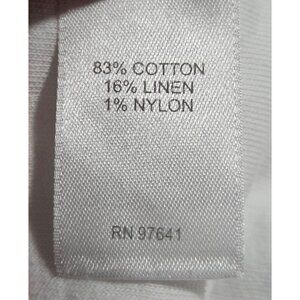 83% COTTON
16% LINEN
1% NYLON
RN 97641